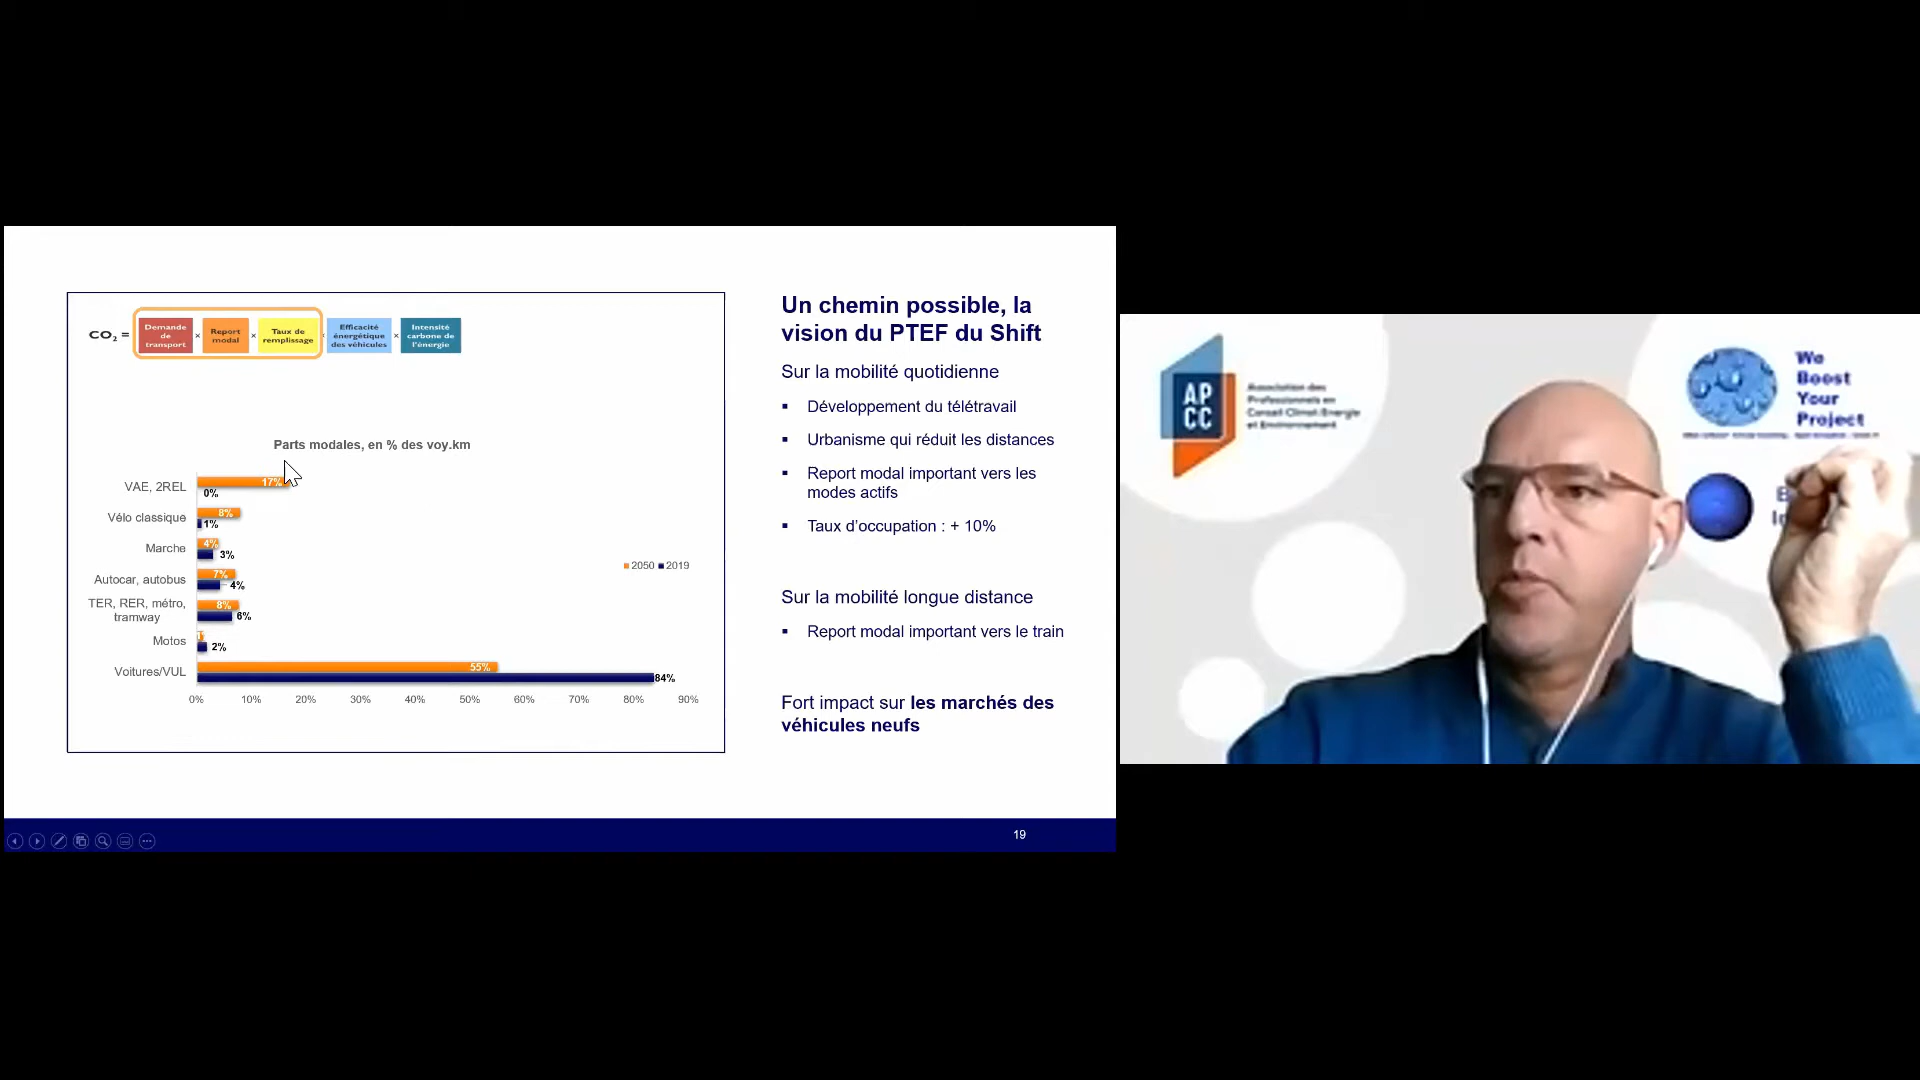 CO2 =
Demande
de
transport
×
Report
modal
×
Taux de
remplissage
Efficacité
énergétique
des véhicules
×
Intensité
carbone de
l'énergie
Parts modales, en % des voy.km
VAE, 2REL
17%
0%
Vélo classique
8%
1%
Marche
4%
3%
Autocar, autobus
7%
4%
TER, RER, métro,
tramway
8%
6%
Motos
2%
Voitures/VUL
55%
84%
0% 10% 20% 30% 40% 50% 60% 70% 80% 90%
2050 2019
Un chemin possible, la
vision du PTEF du Shift
Sur la mobilité quotidienne
▪ Développement du télétravail
▪ Urbanisme qui réduit les distances
▪ Report modal important vers les
modes actifs
▪ Taux d'occupation : + 10%
Sur la mobilité longue distance
▪ Report modal important vers le train
Fort impact sur les marchés des
véhicules neufs
19
AP
CC
Association des
Professionnels en
Conseil Climat Energie
et Environnement
We
Boost
Your
Project